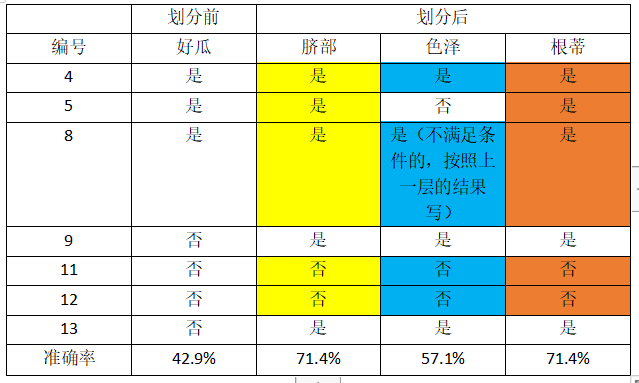 划分前 划分后
编号 好瓜 脐部 色泽 根蒂
4 是 是 是 是
5 是 是 否 是
8 是 是 是（不满足条 是
件的，按照上
一层的结果
写）
9 否 是 是 是
11 否 否 否 否
12 否 否 否 否
13 否 是 是 是
准确率 42.9% 71.4% 57.1% 71.4%